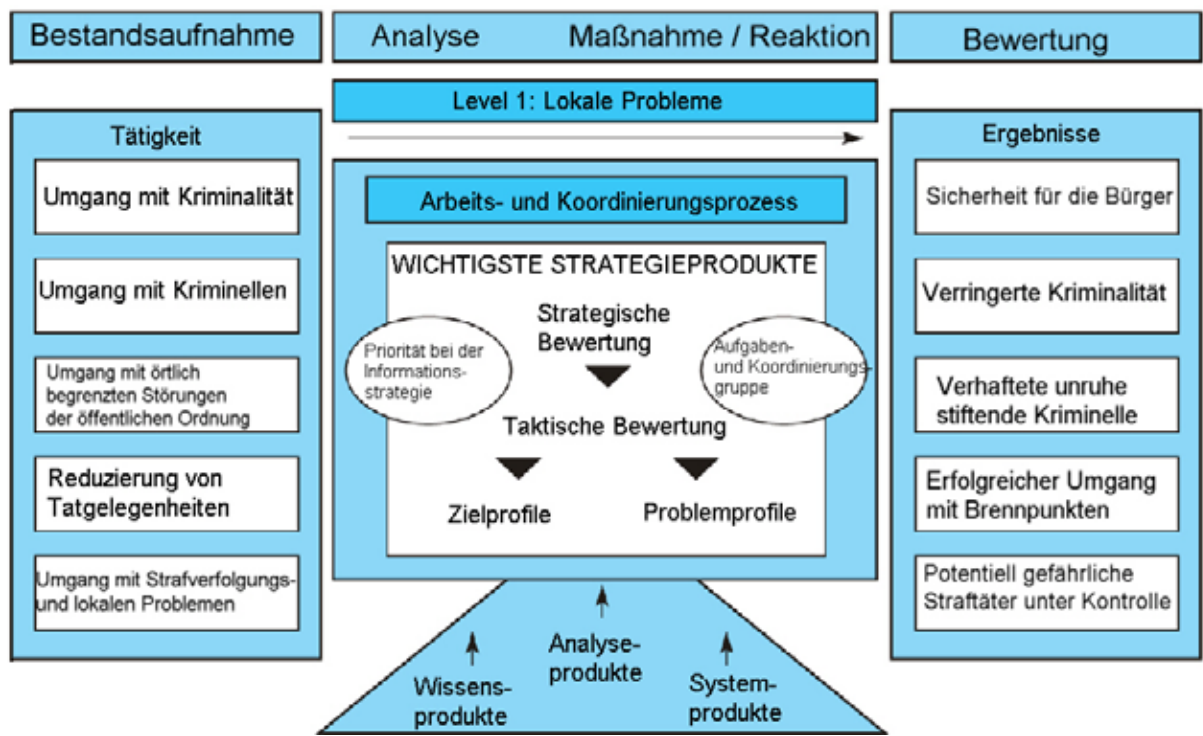 Bestandsaufnahme
Analyse
Maßnahme / Reaktion
Bewertung
Level 1: Lokale Probleme
Tätigkeit
Umgang mit Kriminalität
Umgang mit Kriminellen
Umgang mit örtlich
begrenzten Störungen
der öffentlichen Ordnung
Reduzierung von
Tatgelegenheiten
Umgang mit Strafverfolgungs-
und lokalen Problemen
Arbeits- und Koordinierungsprozess
WICHTIGSTE STRATEGIEPRODUKTE
Strategische
Bewertung
Priorität bei der
Informations-
strategie
Aufgaben-
und Koordinierungs-
gruppe
Taktische Bewertung
Zielprofile
Problemprofile
Wissens-
produkte
Analyse-
produkte
System-
produkte
Ergebnisse
Sicherheit für die Bürger
Verringerte Kriminalität
Verhaftete unruhe
stiftende Kriminelle
Erfolgreicher Umgang
mit Brennpunkten
Potentiell gefährliche
Straftäter unter Kontrolle